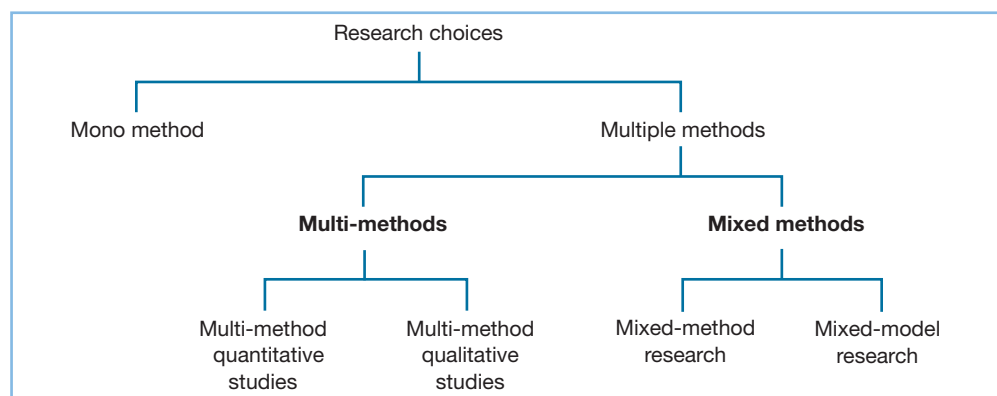 Research choices
Mono method
Multiple methods
Multi-methods
Mixed methods
Multi-method
quantitative
studies
Multi-method
qualitative
studies
Mixed-method
research
Mixed-model
research